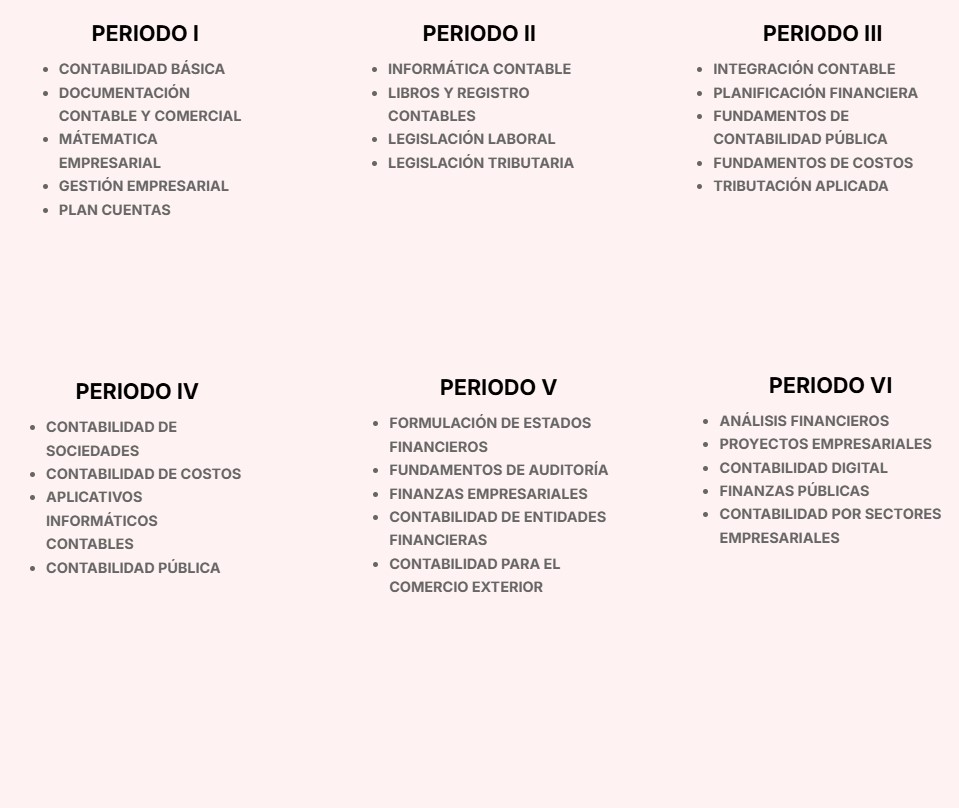 PERIODO I
CONTABILIDAD BÁSICA
DOCUMENTACIÓN
CONTABLE Y COMERCIAL
MÁTEMATICA
EMPRESARIAL
GESTIÓN EMPRESARIAL
PLAN CUENTAS
PERIODO II
INFORMÁTICA CONTABLE
LIBROS Y REGISTRO
CONTABLES
LEGISLACIÓN LABORAL
LEGISLACIÓN TRIBUTARIA
PERIODO III
INTEGRACIÓN CONTABLE
PLANIFICACIÓN FINANCIERA
FUNDAMENTOS DE
CONTABILIDAD PÚBLICA
FUNDAMENTOS DE COSTOS
TRIBUTACIÓN APLICADA
PERIODO IV
CONTABILIDAD DE
SOCIEDADES
CONTABILIDAD DE COSTOS
APLICATIVOS
INFORMÁTICOS
CONTABLES
CONTABILIDAD PÚBLICA
PERIODO V
FORMULACIÓN DE ESTADOS
FINANCIEROS
FUNDAMENTOS DE AUDITORÍA
FINANZAS EMPRESARIALES
CONTABILIDAD DE ENTIDADES
FINANCIERAS
CONTABILIDAD PARA EL
COMERCIO EXTERIOR
PERIODO VI
ANÁLISIS FINANCIEROS
PROYECTOS EMPRESARIALES
CONTABILIDAD DIGITAL
FINANZAS PÚBLICAS
CONTABILIDAD POR SECTORES
EMPRESARIALES